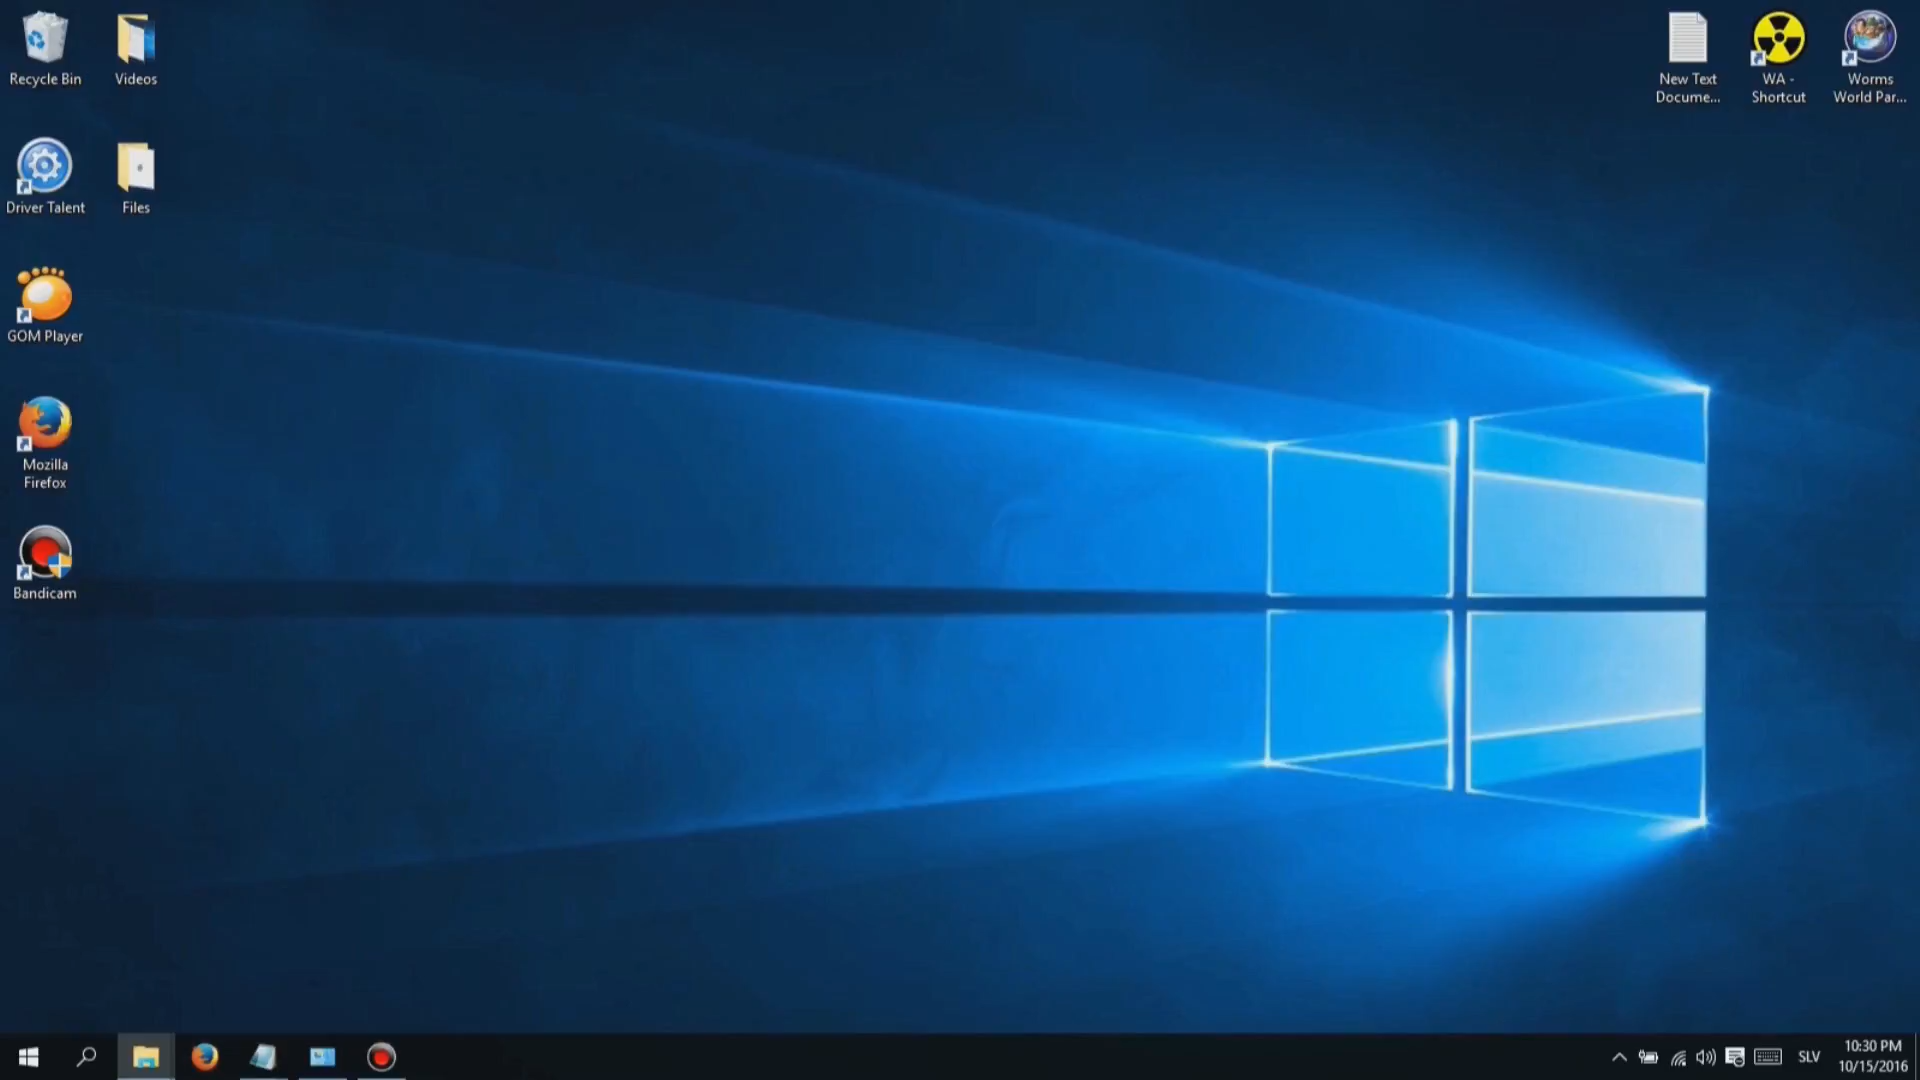 Recycle Bin
Videos
New Text
Docume...
WA -
Shortcut
Worms
World Par...
Driver Talent
Files
GOM Player
Mozilla
Firefox
Bandicam
SLV
10:30 PM
10/15/2016